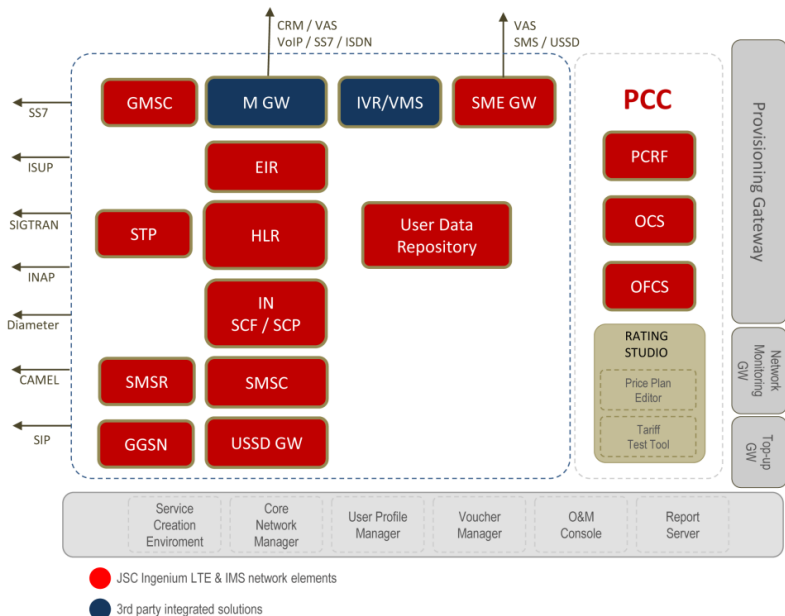 CRM / VAS
VoIP / SS7 / ISDN
VAS
SMS / USSD
SS7
ISUP
SIGTRAN
INAP
Diameter
CAMEL
SIP
GMSC
M GW
IVR/VMS
SME GW
EIR
STP
HLR
User Data
Repository
IN
SCF / SCP
SMSR
SMSC
GGSN
USSD GW
PCC
PCRF
OCS
OFCS
RATING
STUDIO
Price Plan
Editor
Tariff
Test Tool
Provisioning Gateway
Network
Monitoring
GW
Top-up
GW
Service
Creation
Enviroment
Core
Network
Manager
User Profile
Manager
Voucher
Manager
O&M
Console
Report
Server
JSC Ingenium LTE & IMS network elements
3rd party integrated solutions